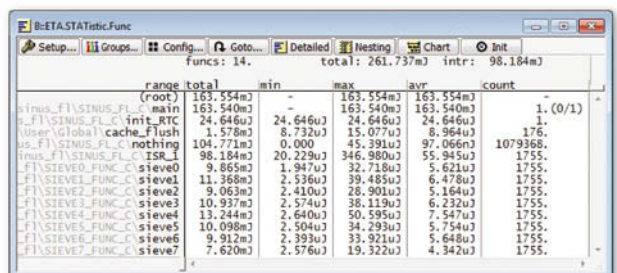 B::ETA.STATistic.Func
Setup... Groups... Config... Goto... Detailed Nesting Chart Init
funcs: 14. total: 261.737mJ intr: 98.184mJ
range total min max avr count
(root) 163.554mJ - 163.554mJ 163.554mJ -
sinus_fl\SINUS_FL_C\main 163.540mJ - 163.540mJ 163.540mJ 1. (0/1)
s_fl\SINUS_FL_C\init_RTC 24.646uJ 24.646uJ 24.646uJ 24.646uJ 1.
\User\Global\cache_flush 1.578mJ 8.732uJ 15.077uJ 8.964uJ 176.
us_fl\SINUS_FL_C\nothing 104.771mJ 0.000 45.391uJ 97.066nJ 1079368.
inus_fl\SINUS_FL_C\ISR_1 98.184mJ 20.229uJ 346.980uJ 55.945uJ 1755.
_fl\SIEVE0_FUNC_C\sieve0 9.865mJ 1.947uJ 32.718uJ 5.621uJ 1755.
_fl\SIEVE1_FUNC_C\sieve1 11.368mJ 2.536uJ 39.485uJ 6.478uJ 1755.
_fl\SIEVE2_FUNC_C\sieve2 9.063mJ 2.410uJ 28.901uJ 5.164uJ 1755.
_fl\SIEVE3_FUNC_C\sieve3 10.937mJ 2.574uJ 38.119uJ 6.232uJ 1755.
_fl\SIEVE4_FUNC_C\sieve4 13.244mJ 2.640uJ 50.595uJ 7.547uJ 1755.
_fl\SIEVE5_FUNC_C\sieve5 10.098mJ 2.504uJ 34.293uJ 5.754uJ 1755.
_fl\SIEVE6_FUNC_C\sieve6 9.912mJ 2.393uJ 33.921uJ 5.648uJ 1755.
_fl\SIEVE7_FUNC_C\sieve7 7.620mJ 2.576uJ 19.322uJ 4.342uJ 1755.